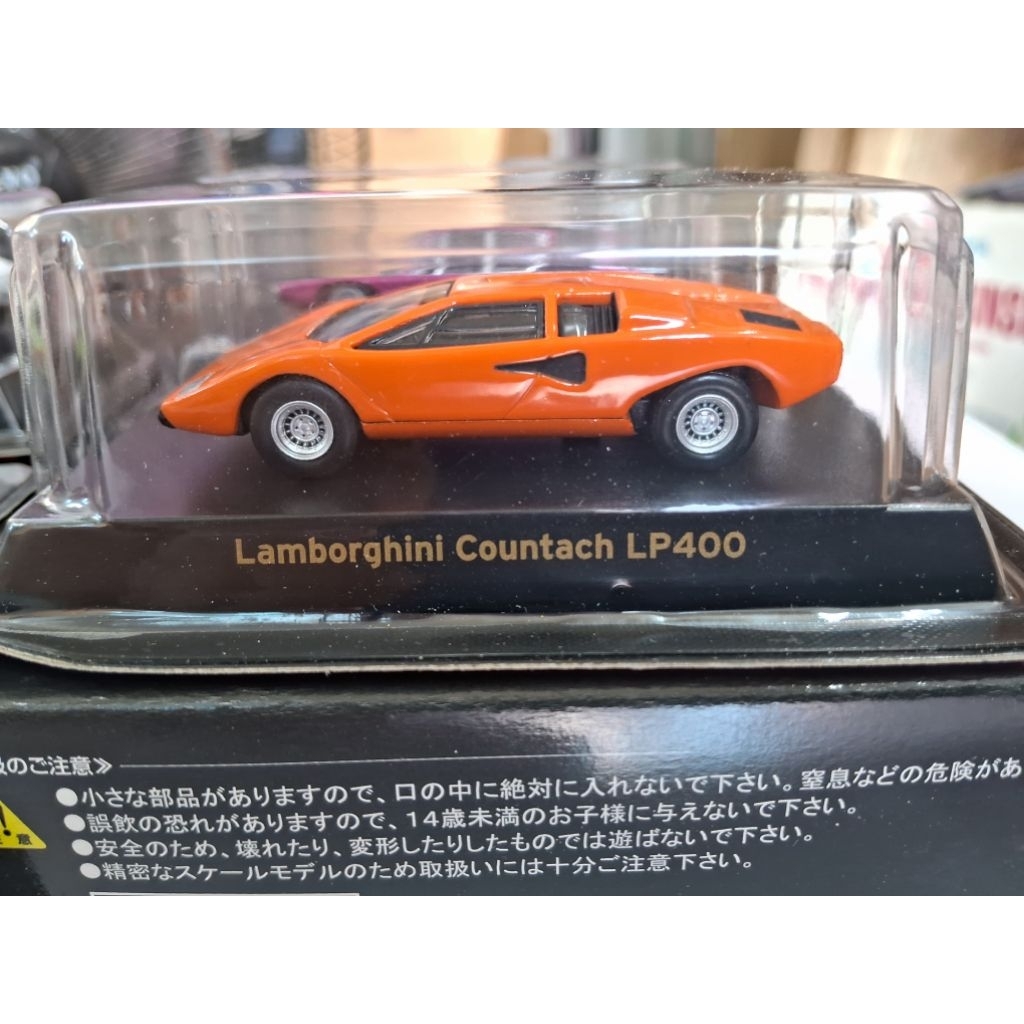 Lamborghini Countach LP400
のご注意≫
●小さな部品がありますので、口の中に絶対に入れないで下さい。窒息などの危険があ
●誤飲の恐れがありますので、14歳未満のお子様に与えないで下さい。
●安全のため、壊れたり、変形したりしたものでは遊ばないで下さい。
●精密なスケールモデルのため取扱いには十分ご注意下さい。
意